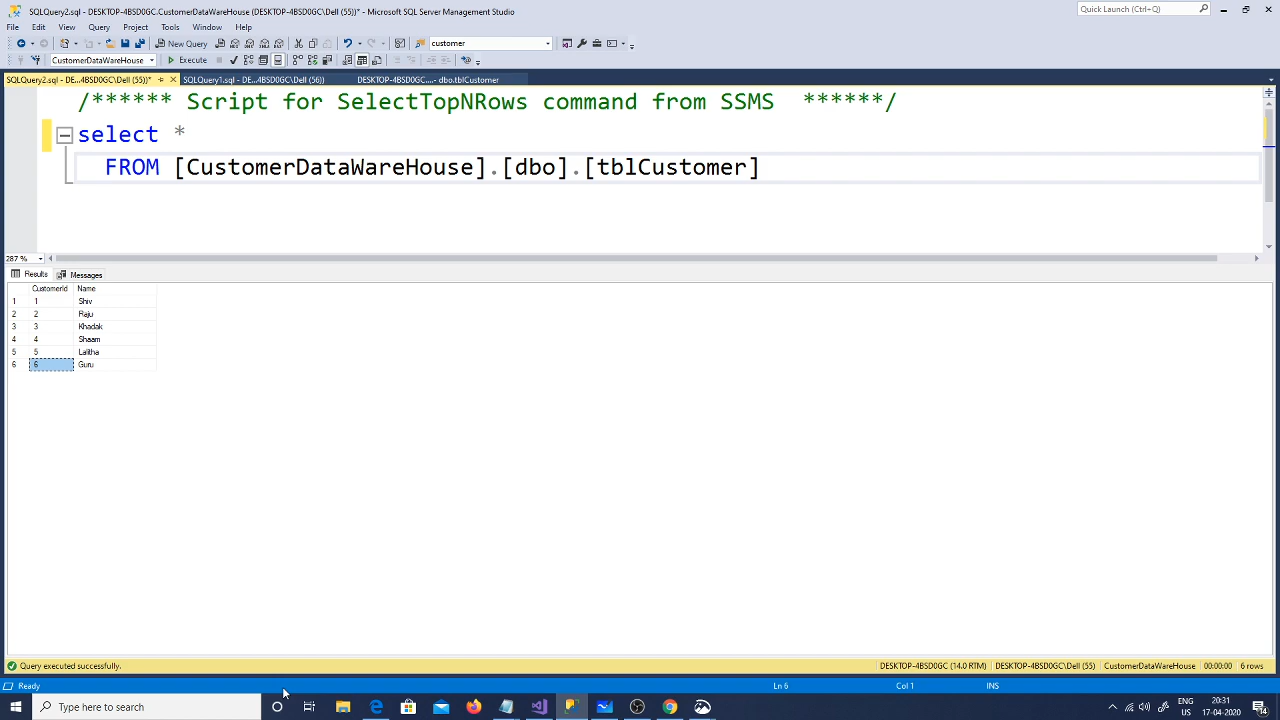 SQLQuery2.sql - DESKTOP-4BSD0GC.CustomerDataWareHouse (DESKTOP-4BSD0GC\Dell (55))* - Microsoft SQL Server Management Studio
Quick Launch (Ctrl+Q)
File Edit View Query Project Tools Window Help
New Query customer
CustomerDataWareHouse Execute
SQLQuery2.sql - DE...4BSD0GC\Dell (55))* SQLQuery1.sql - DE...4BSD0GC\Dell (56)) DESKTOP-4BSD0GC.... - dbo.tblCustomer
/****** Script for SelectTopNRows command from SSMS ******/
select *
FROM [CustomerDataWareHouse].[dbo].[tblCustomer]
287 %
Results Messages
CustomerId Name
1 1 Shiv
2 2 Raju
3 3 Khadak
4 4 Shaam
5 5 Lalitha
6 6 Guru
Query executed successfully. DESKTOP-4BSD0GC (14.0 RTM) DESKTOP-4BSD0GC\Dell (55) CustomerDataWareHouse 00:00:00 6 rows
Ready Ln 6 Col 1 INS
Type here to search
ENG 20:31
US 17-04-2020